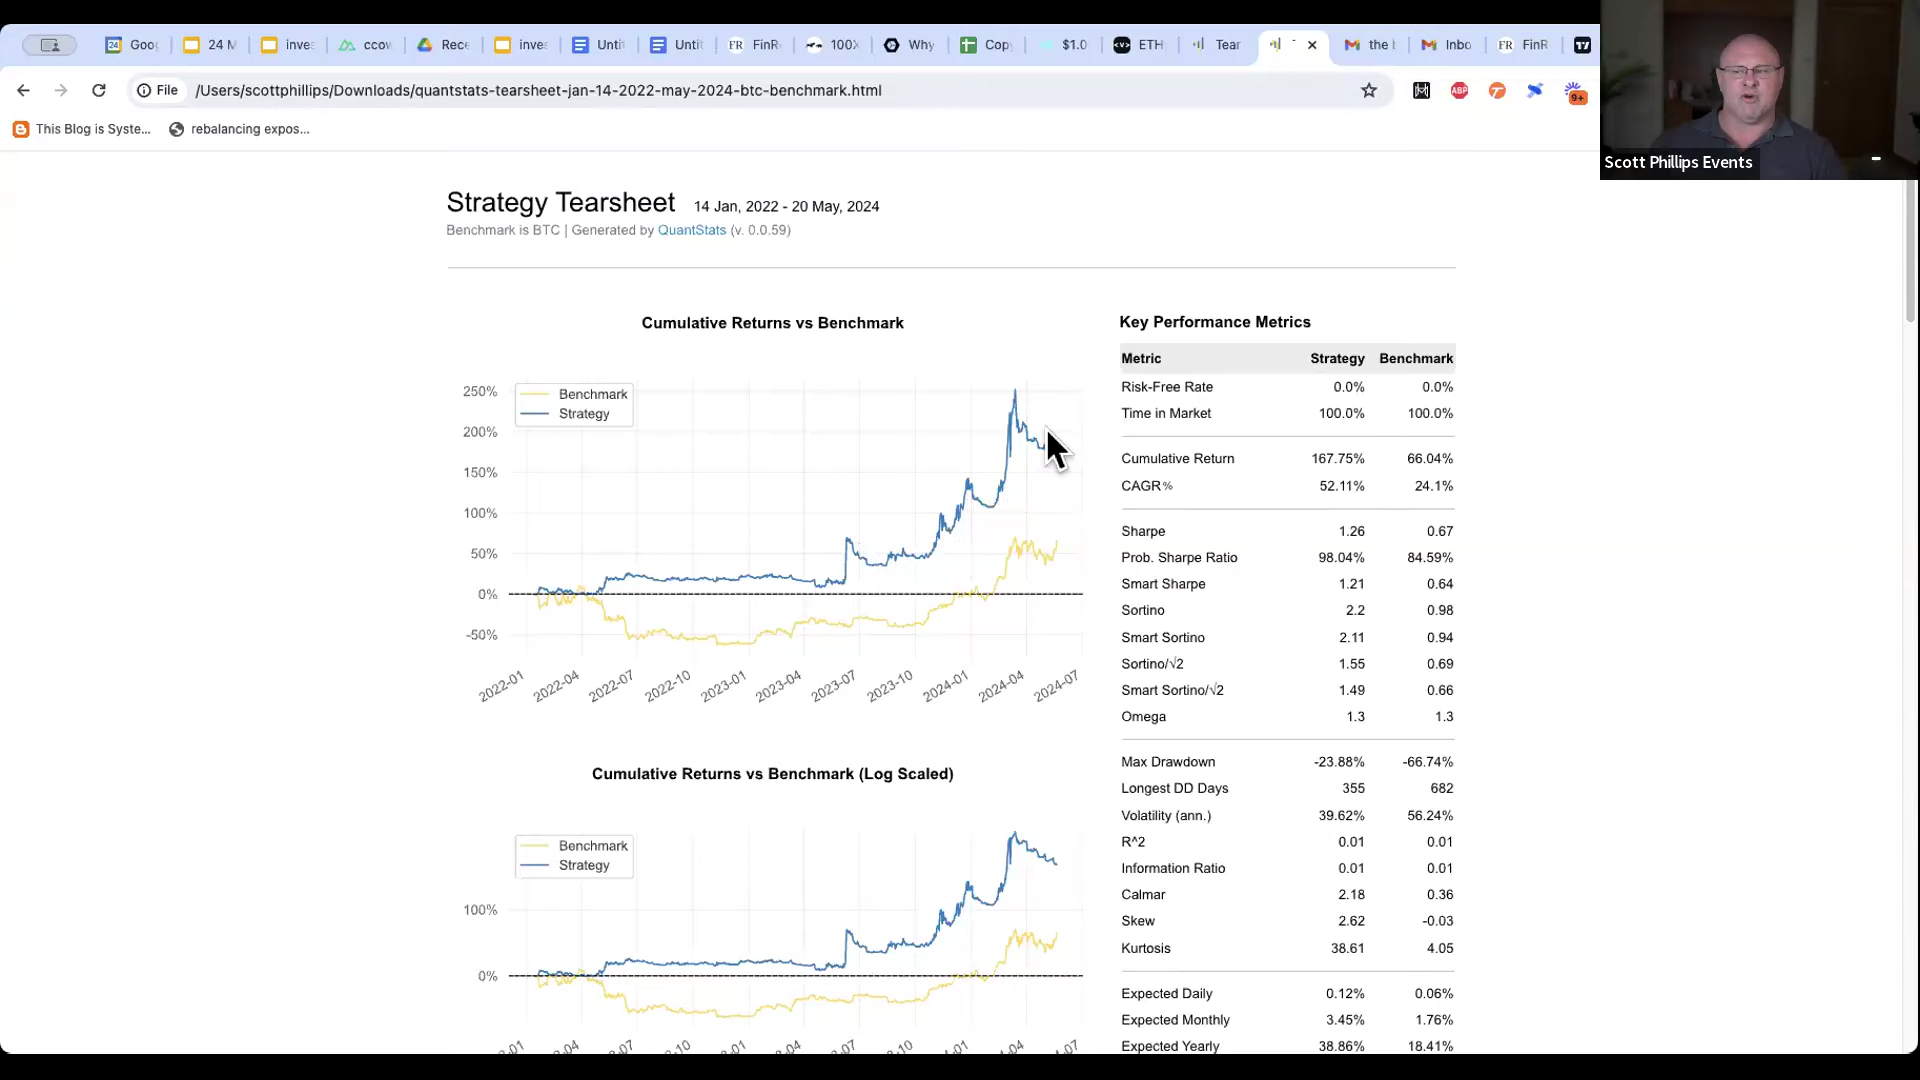 Goo
24 M
inves
ccow
Rece
inves
Unti
Unti
FR FinR
100X
Why
Cop
$1.0
ETH
Tear
the b
Inbo
FR FinR
File /Users/scottphillips/Downloads/quantstats-tearsheet-jan-14-2022-may-2024-btc-benchmark.html
ABP
9+
This Blog is Syste... rebalancing expos...
Scott Phillips Events
Strategy Tearsheet 14 Jan, 2022 - 20 May, 2024
Benchmark is BTC | Generated by QuantStats (v. 0.0.59)
Cumulative Returns vs Benchmark
Benchmark
Strategy
250%
200%
150%
100%
50%
0%
-50%
2022-01 2022-04 2022-07 2022-10 2023-01 2023-04 2023-07 2023-10 2024-01 2024-04 2024-07
Cumulative Returns vs Benchmark (Log Scaled)
Benchmark
Strategy
100%
0%
Key Performance Metrics
Metric Strategy Benchmark
Risk-Free Rate 0.0% 0.0%
Time in Market 100.0% 100.0%
Cumulative Return 167.75% 66.04%
CAGR% 52.11% 24.1%
Sharpe 1.26 0.67
Prob. Sharpe Ratio 98.04% 84.59%
Smart Sharpe 1.21 0.64
Sortino 2.2 0.98
Smart Sortino 2.11 0.94
Sortino/√2 1.55 0.69
Smart Sortino/√2 1.49 0.66
Omega 1.3 1.3
Max Drawdown -23.88% -66.74%
Longest DD Days 355 682
Volatility (ann.) 39.62% 56.24%
R^2 0.01 0.01
Information Ratio 0.01 0.01
Calmar 2.18 0.36
Skew 2.62 -0.03
Kurtosis 38.61 4.05
Expected Daily 0.12% 0.06%
Expected Monthly 3.45% 1.76%
Expected Yearly 38.86% 18.41%